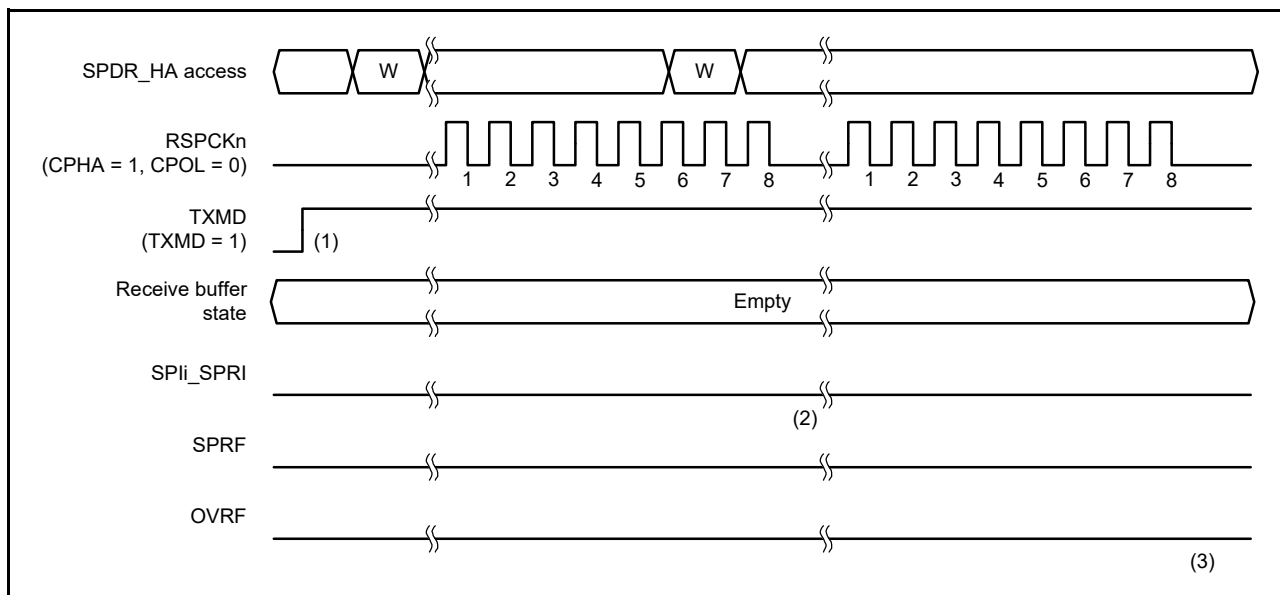 SPDR_HA access
W
W
RSPCKn
(CPHA = 1, CPOL = 0)
1 2 3 4 5 6 7 8
1 2 3 4 5 6 7 8
TXMD
(TXMD = 1)
(1)
Receive buffer
state
Empty
SPIi_SPRI
(2)
SPRF
OVRF
(3)